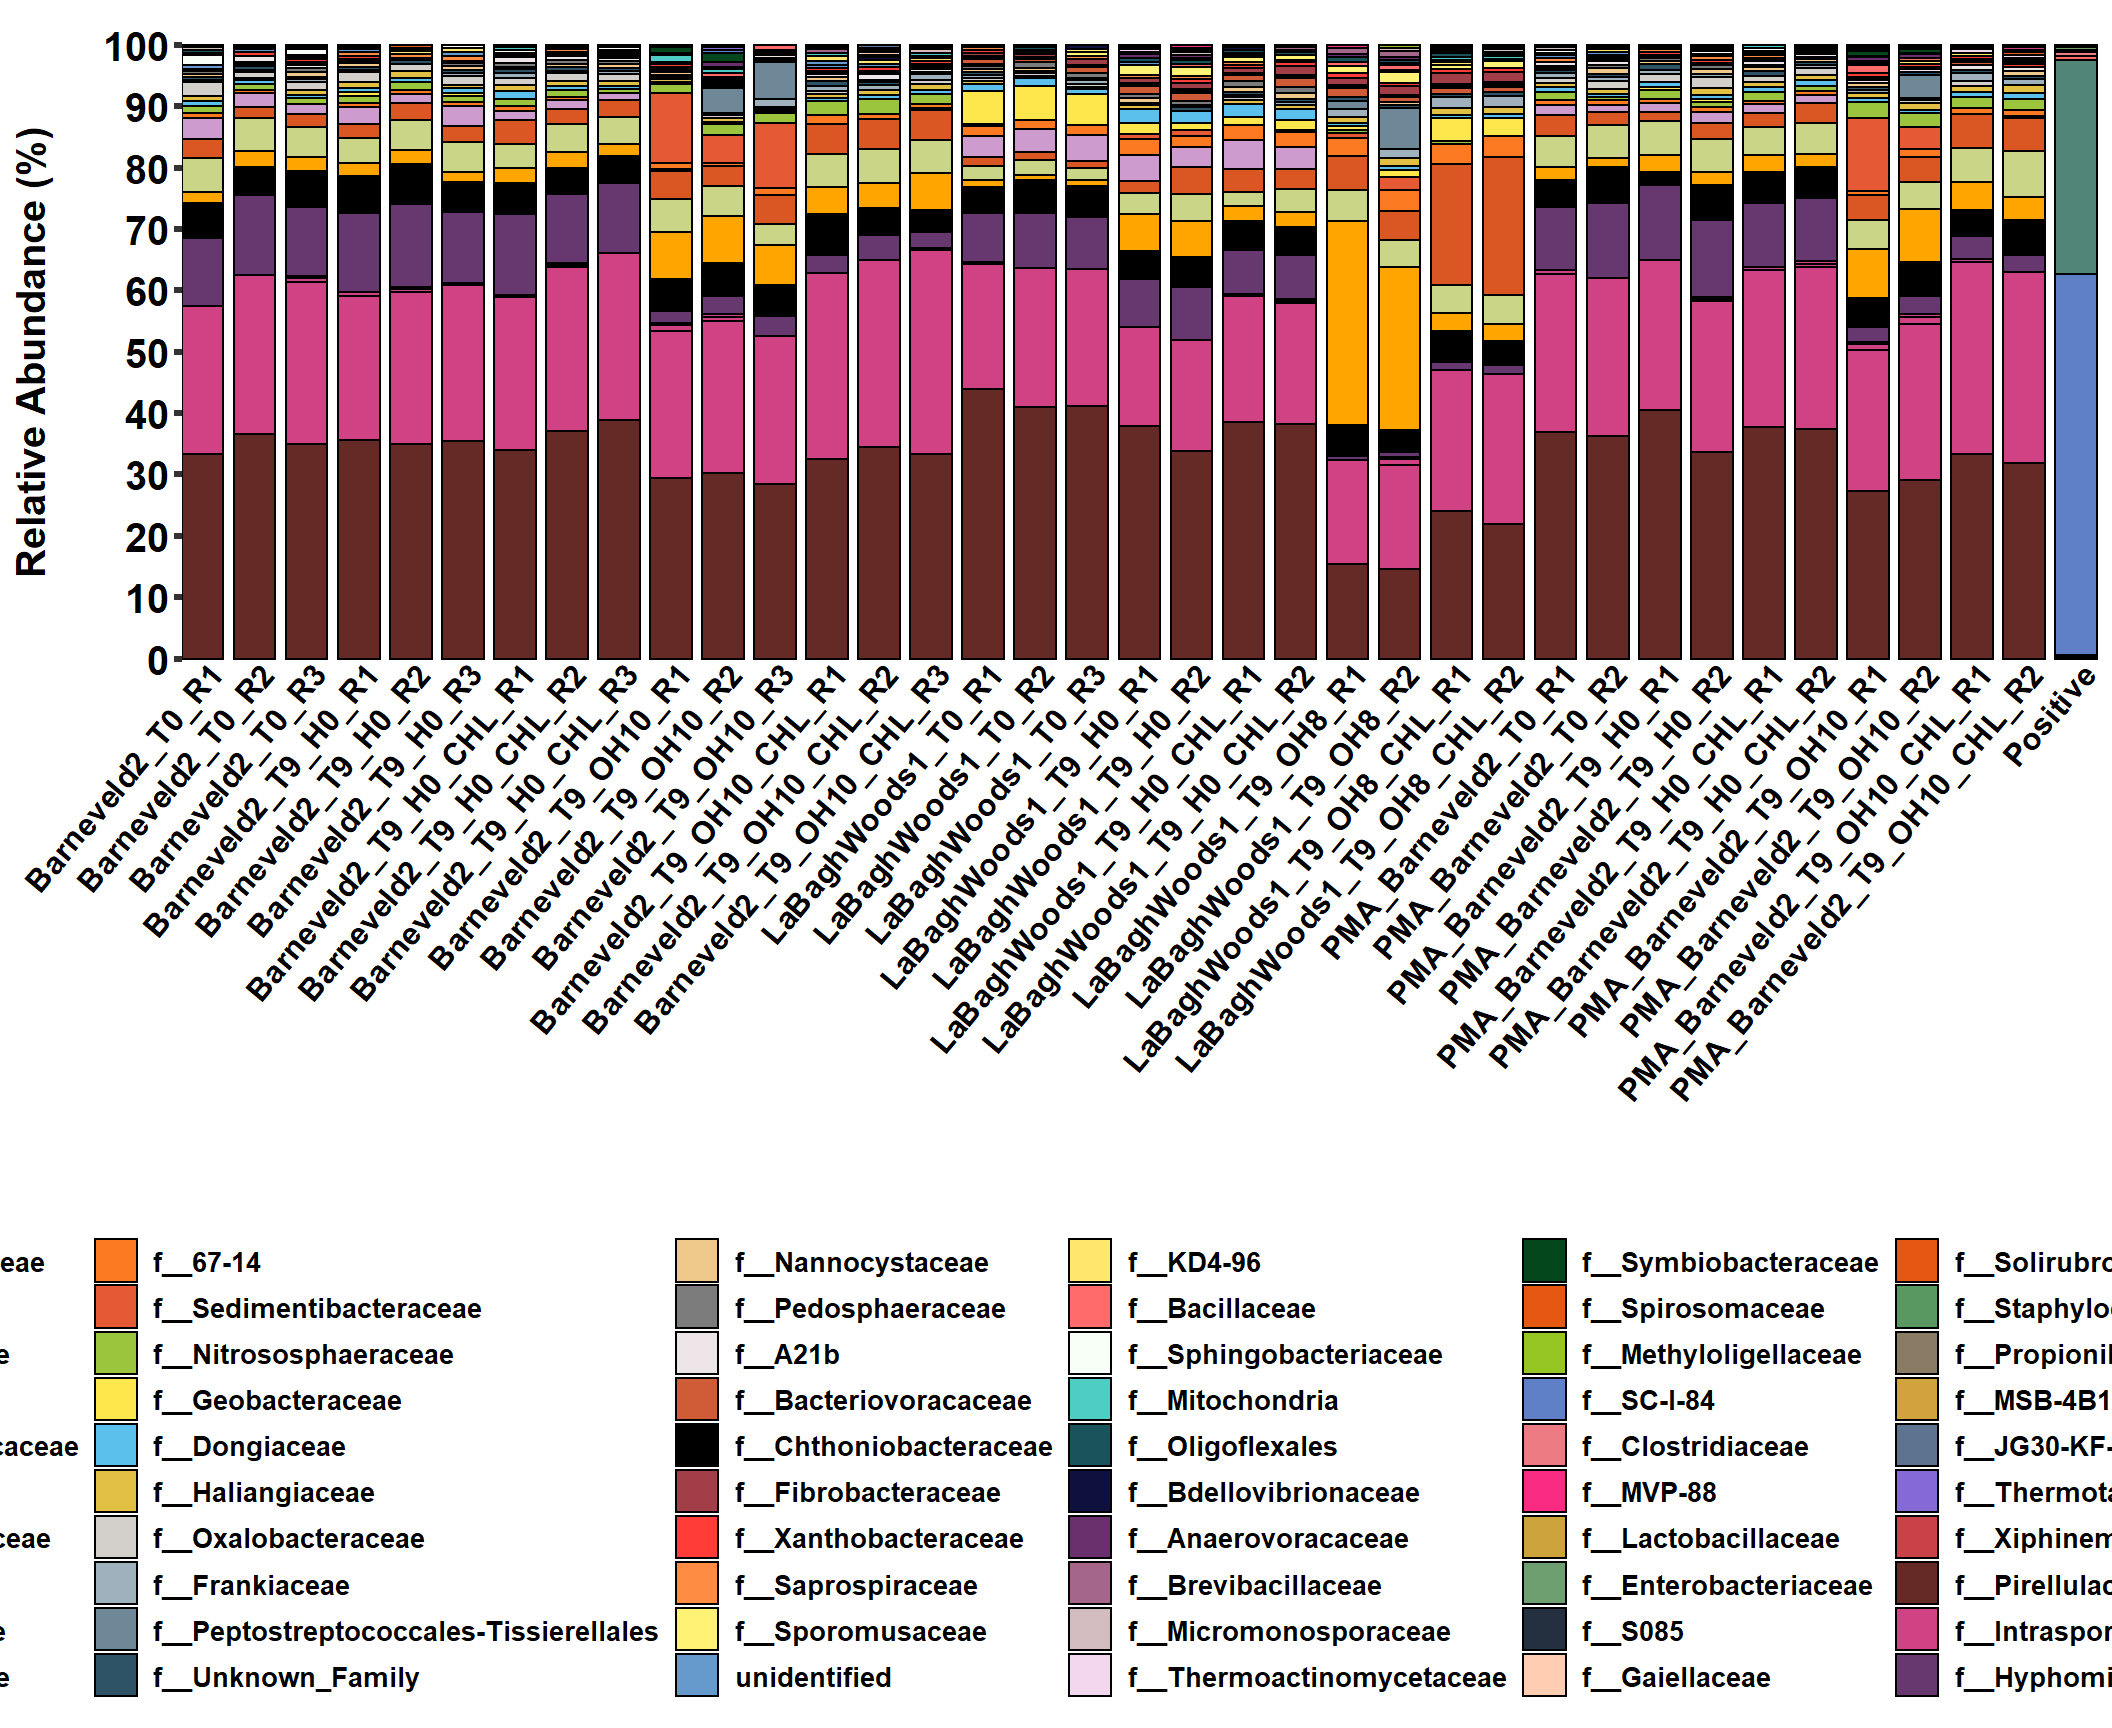 Relative Abundance (%)
100
90
80
70
60
50
40
30
20
10
0
Barneveld2_T0_R1
Barneveld2_T0_R2
Barneveld2_T0_R3
Barneveld2_T9_H0_R1
Barneveld2_T9_H0_R2
Barneveld2_T9_H0_R3
Barneveld2_T9_H0_CHL_R1
Barneveld2_T9_H0_CHL_R2
Barneveld2_T9_H0_CHL_R3
Barneveld2_T9_OH10_R1
Barneveld2_T9_OH10_R2
Barneveld2_T9_OH10_R3
Barneveld2_T9_OH10_CHL_R1
Barneveld2_T9_OH10_CHL_R2
Barneveld2_T9_OH10_CHL_R3
LaBaghWoods1_T0_R1
LaBaghWoods1_T0_R2
LaBaghWoods1_T0_R3
LaBaghWoods1_T9_H0_R1
LaBaghWoods1_T9_H0_R2
LaBaghWoods1_T9_H0_CHL_R1
LaBaghWoods1_T9_H0_CHL_R2
LaBaghWoods1_T9_OH8_R1
LaBaghWoods1_T9_OH8_R2
LaBaghWoods1_T9_OH8_CHL_R1
LaBaghWoods1_T9_OH8_CHL_R2
PMA_Barneveld2_T0_R1
PMA_Barneveld2_T0_R2
PMA_Barneveld2_T9_H0_R1
PMA_Barneveld2_T9_H0_R2
PMA_Barneveld2_T9_H0_CHL_R1
PMA_Barneveld2_T9_H0_CHL_R2
PMA_Barneveld2_T9_OH10_R1
PMA_Barneveld2_T9_OH10_R2
PMA_Barneveld2_T9_OH10_CHL_R1
PMA_Barneveld2_T9_OH10_CHL_R2
Positive
eae
e
caceae
ceae
e
e
f__67-14
f__Sedimentibacteraceae
f__Nitrososphaeraceae
f__Geobacteraceae
f__Dongiaceae
f__Haliangiaceae
f__Oxalobacteraceae
f__Frankiaceae
f__Peptostreptococcales-Tissierellales
f__Unknown_Family
f__Nannocystaceae
f__Pedosphaeraceae
f__A21b
f__Bacteriovoracaceae
f__Chthoniobacteraceae
f__Fibrobacteraceae
f__Xanthobacteraceae
f__Saprospiraceae
f__Sporomusaceae
unidentified
f__KD4-96
f__Bacillaceae
f__Sphingobacteriaceae
f__Mitochondria
f__Oligoflexales
f__Bdellovibrionaceae
f__Anaerovoracaceae
f__Brevibacillaceae
f__Micromonosporaceae
f__Thermoactinomycetaceae
f__Symbiobacteraceae
f__Spirosomaceae
f__Methyloligellaceae
f__SC-I-84
f__Clostridiaceae
f__MVP-88
f__Lactobacillaceae
f__Enterobacteriaceae
f__S085
f__Gaiellaceae
f__Solirubro
f__Staphylo
f__Propioni
f__MSB-4B1
f__JG30-KF-
f__Thermota
f__Xiphinem
f__Pirellulac
f__Intraspor
f__Hyphomi